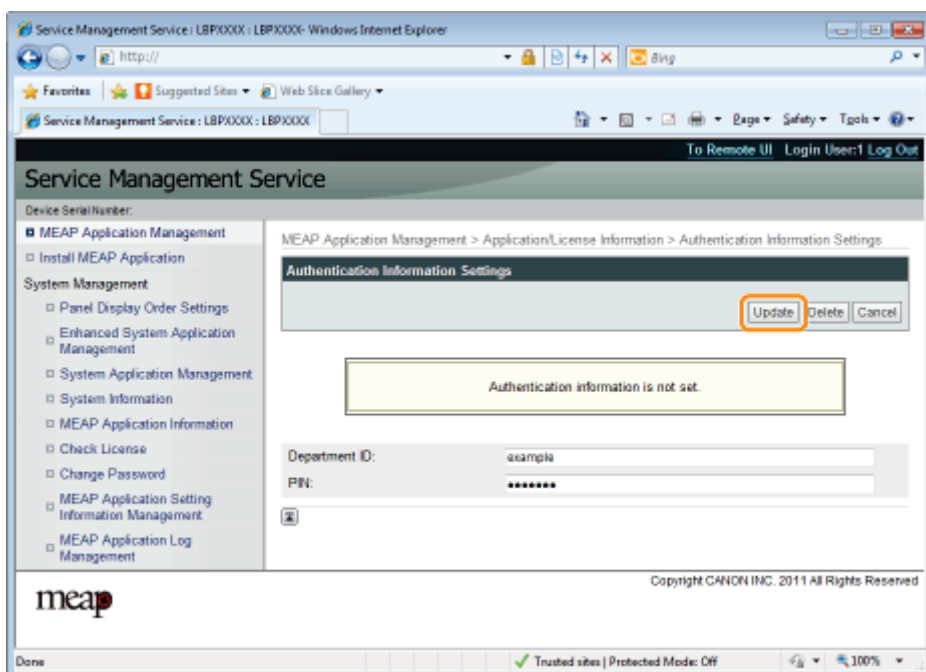 Service Management Service : LBPXXXX : LBPXXXX- Windows Internet Explorer
http://
Bing
Favorites Suggested Sites Web Slice Gallery
Service Management Service : LBPXXXX : LBPXXXX
Page Safety Tools
To Remote UI Login User:1 Log Out
Service Management Service
Device Serial Number:
MEAP Application Management
Install MEAP Application
System Management
Panel Display Order Settings
Enhanced System Application
Management
System Application Management
System Information
MEAP Application Information
Check License
Change Password
MEAP Application Setting
Information Management
MEAP Application Log
Management
MEAP Application Management > Application/License Information > Authentication Information Settings
Authentication Information Settings
Update Delete Cancel
Authentication information is not set.
Department ID: example
PIN: •••••••
Copyright CANON INC. 2011 All Rights Reserved
meap
Done Trusted sites | Protected Mode: Off 100%